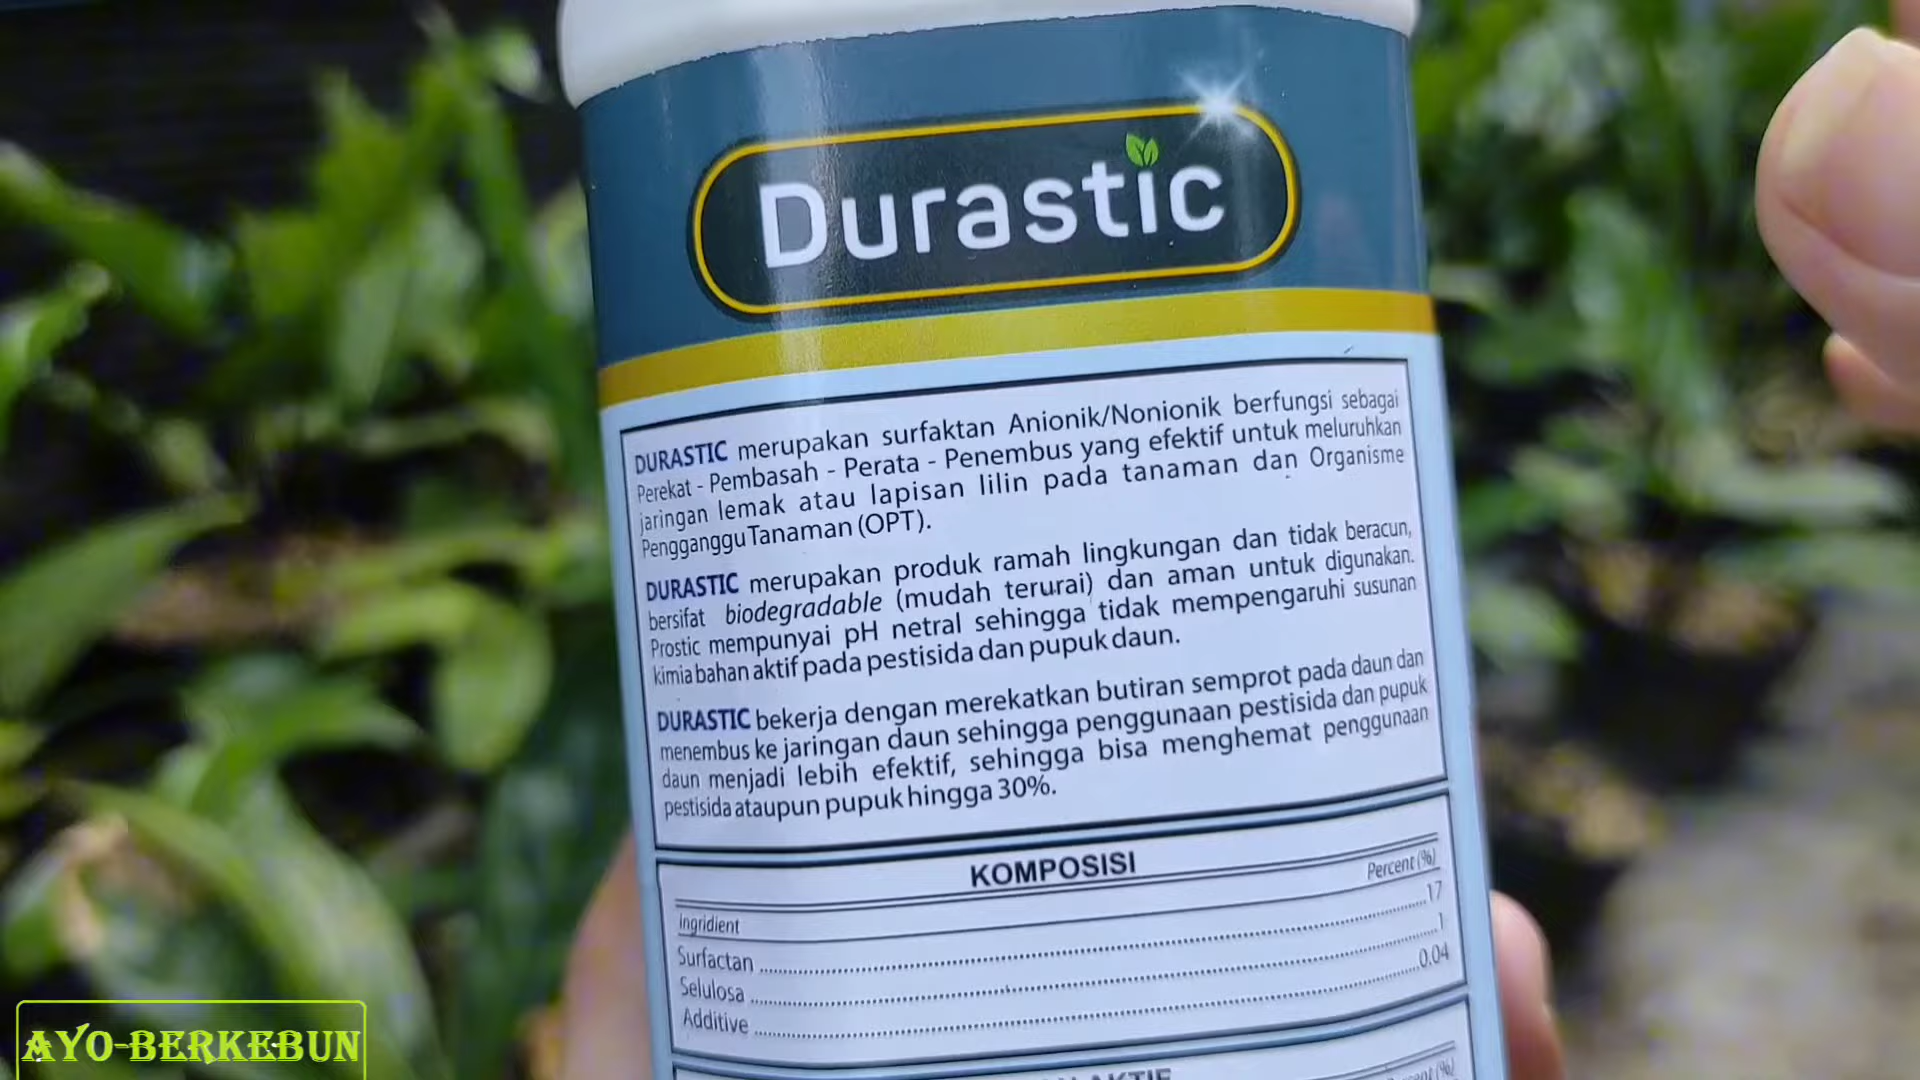 Durastic
DURASTIC merupakan surfaktan Anionik/Nonionik berfungsi sebagai
Perekat - Pembasah - Perata - Penembus yang efektif untuk meluruhkan
jaringan lemak atau lapisan lilin pada tanaman dan Organisme
Pengganggu Tanaman (OPT).
DURASTIC merupakan produk ramah lingkungan dan tidak beracun,
bersifat biodegradable (mudah terurai) dan aman untuk digunakan.
Prostic mempunyai pH netral sehingga tidak mempengaruhi susunan
kimia bahan aktif pada pestisida dan pupuk daun.
DURASTIC bekerja dengan merekatkan butiran semprot pada daun dan
menembus ke jaringan daun sehingga penggunaan pestisida dan pupuk
daun menjadi lebih efektif, sehingga bisa menghemat penggunaan
pestisida ataupun pupuk hingga 30%.
KOMPOSISI
Ingridient Percent (%)
Surfactan 17
Selulosa 1
Additive 0.04
AKTIF
(%)
AYO-BERKEBUN